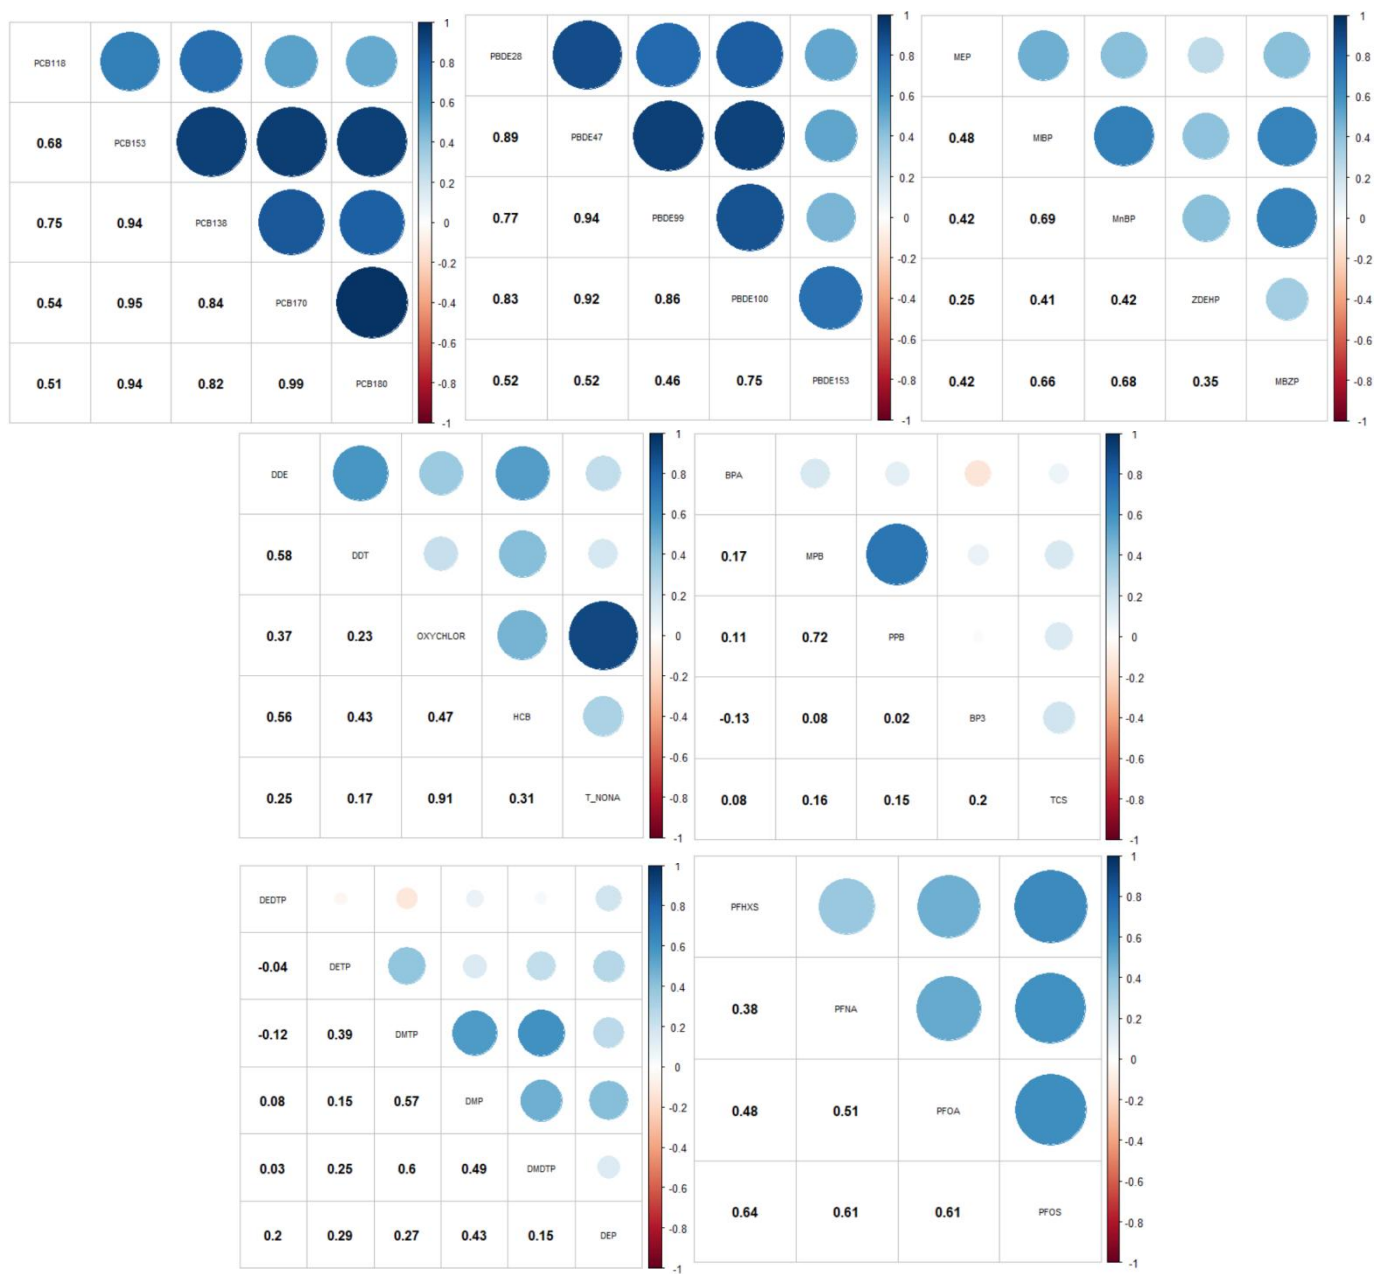 PCB118
0.68 PCB153
0.75 0.94 PCB138
0.54 0.95 0.84 PCB170
0.51 0.94 0.82 0.99 PCB180
1
0.8
0.6
0.4
0.2
0
-0.2
-0.4
-0.6
-0.8
-1
PBDE28
0.89 PBDE47
0.77 0.94 PBDE99
0.83 0.92 0.86 PBDE100
0.52 0.52 0.46 0.75 PBDE153
1
0.8
0.6
0.4
0.2
0
-0.2
-0.4
-0.6
-0.8
-1
MEP
0.48 MIBP
0.42 0.69 MnBP
0.25 0.41 0.42 ZDEHP
0.42 0.66 0.68 0.35 MBZP
1
0.8
0.6
0.4
0.2
0
-0.2
-0.4
-0.6
-0.8
-1
DDE
0.58 DDT
0.37 0.23 OXYCHLOR
0.56 0.43 0.47 HCB
0.25 0.17 0.91 0.31 T_NONA
1
0.8
0.6
0.4
0.2
0
-0.2
-0.4
-0.6
-0.8
-1
BPA
0.17 MPB
0.11 0.72 PPB
-0.13 0.08 0.02 BP3
0.08 0.16 0.15 0.2 TCS
1
0.8
0.6
0.4
0.2
0
-0.2
-0.4
-0.6
-0.8
-1
DEDTP
-0.04 DETP
-0.12 0.39 DMTP
0.08 0.15 0.57 DMP
0.03 0.25 0.6 0.49 DMDTP
0.2 0.29 0.27 0.43 0.15 DEP
1
0.8
0.6
0.4
0.2
0
-0.2
-0.4
-0.6
-0.8
-1
PFHXS
0.38 PFNA
0.48 0.51 PFOA
0.64 0.61 0.61 PFOS
1
0.8
0.6
0.4
0.2
0
-0.2
-0.4
-0.6
-0.8
-1